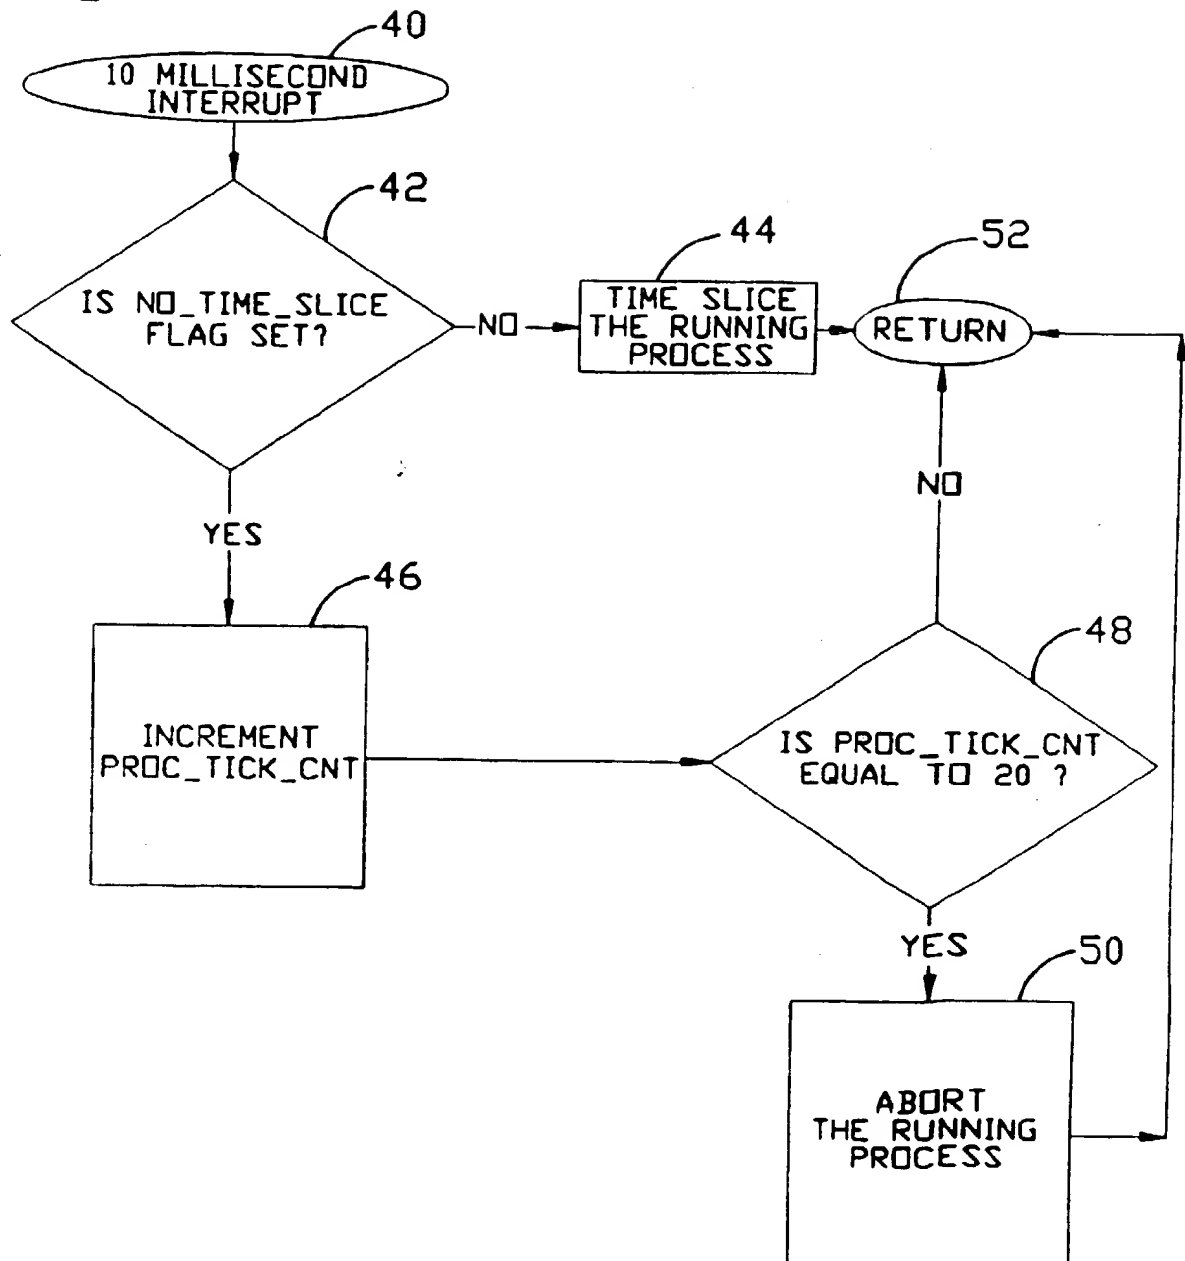 40
10 MILLISECOND
INTERRUPT
42
IS NO_TIME_SLICE
FLAG SET?
NO
44
TIME SLICE
THE RUNNING
PROCESS
52
RETURN
YES
NO
46
INCREMENT
PROC_TICK_CNT
48
IS PROC_TICK_CNT
EQUAL TO 20 ?
YES
50
ABORT
THE RUNNING
PROCESS